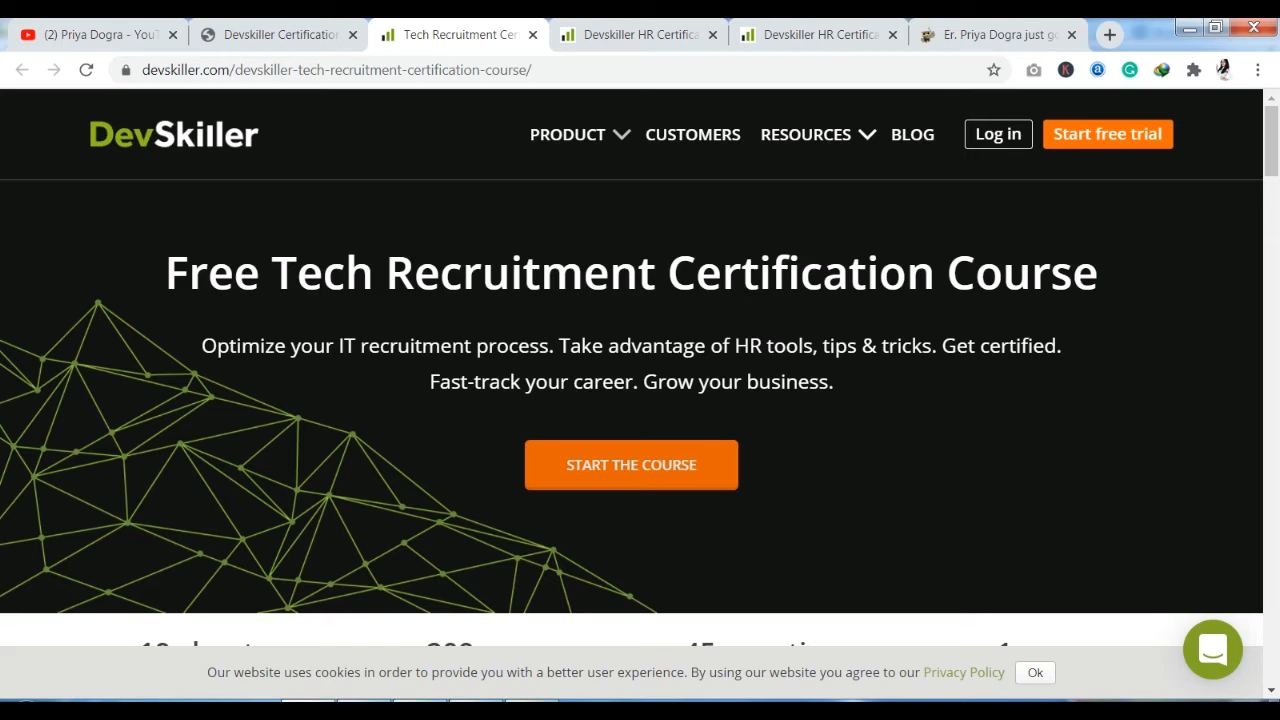 (2) Priya Dogra - YouT
Devskiller Certification
Tech Recruitment Cer
Devskiller HR Certifica
Devskiller HR Certifica
Er. Priya Dogra just go
devskiller.com/devskiller-tech-recruitment-certification-course/
DevSkiller
PRODUCT
CUSTOMERS
RESOURCES
BLOG
Log in
Start free trial
Free Tech Recruitment Certification Course
Optimize your IT recruitment process. Take advantage of HR tools, tips & tricks. Get certified.
Fast-track your career. Grow your business.
START THE COURSE
Our website uses cookies in order to provide you with a better user experience. By using our website you agree to our Privacy Policy
Ok